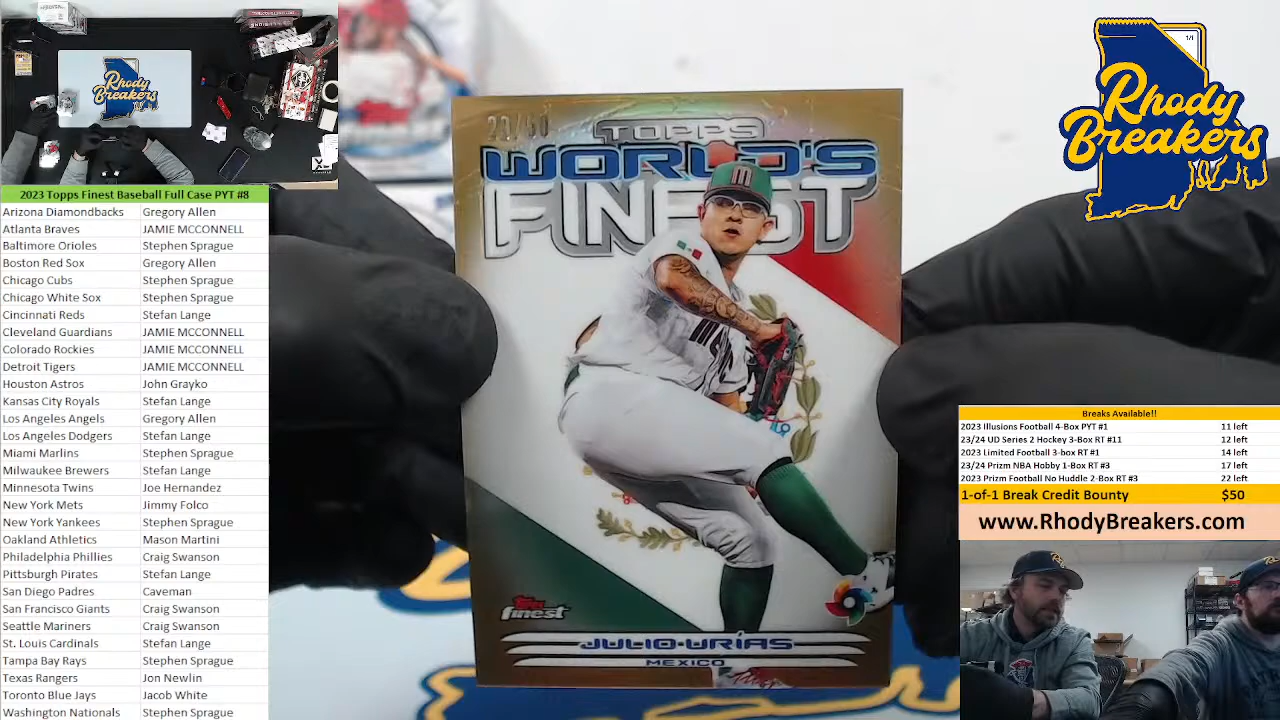 Rhody
Breakers
2023 Topps Finest Baseball Full Case PYT #8
Arizona Diamondbacks Gregory Allen
Atlanta Braves JAMIE MCCONNELL
Baltimore Orioles Stephen Sprague
Boston Red Sox Gregory Allen
Chicago Cubs Stephen Sprague
Chicago White Sox Stephen Sprague
Cincinnati Reds Stefan Lange
Cleveland Guardians JAMIE MCCONNELL
Colorado Rockies JAMIE MCCONNELL
Detroit Tigers JAMIE MCCONNELL
Houston Astros John Grayko
Kansas City Royals Stefan Lange
Los Angeles Angels Gregory Allen
Los Angeles Dodgers Stefan Lange
Miami Marlins Stephen Sprague
Milwaukee Brewers Stefan Lange
Minnesota Twins Joe Hernandez
New York Mets Jimmy Folco
New York Yankees Stephen Sprague
Oakland Athletics Mason Martini
Philadelphia Phillies Craig Swanson
Pittsburgh Pirates Stefan Lange
San Diego Padres Caveman
San Francisco Giants Craig Swanson
Seattle Mariners Craig Swanson
St. Louis Cardinals Stefan Lange
Tampa Bay Rays Stephen Sprague
Texas Rangers Jon Newlin
Toronto Blue Jays Jacob White
Washington Nationals Stephen Sprague
TOPPS
WORLD'S
FINEST
M
Topps
finest
JULIO URÍAS
MEXICO
1/1
Rhody
Breakers
Breaks Available!!
2023 Illusions Football 4-Box PYT #1 11 left
23/24 UD Series 2 Hockey 3-Box RT #11 12 left
2023 Limited Football 3-box RT #1 14 left
23/24 Prizm NBA Hobby 1-Box RT #3 17 left
2023 Prizm Football No Huddle 2-Box RT #3 22 left
1-of-1 Break Credit Bounty $50
www.RhodyBreakers.com